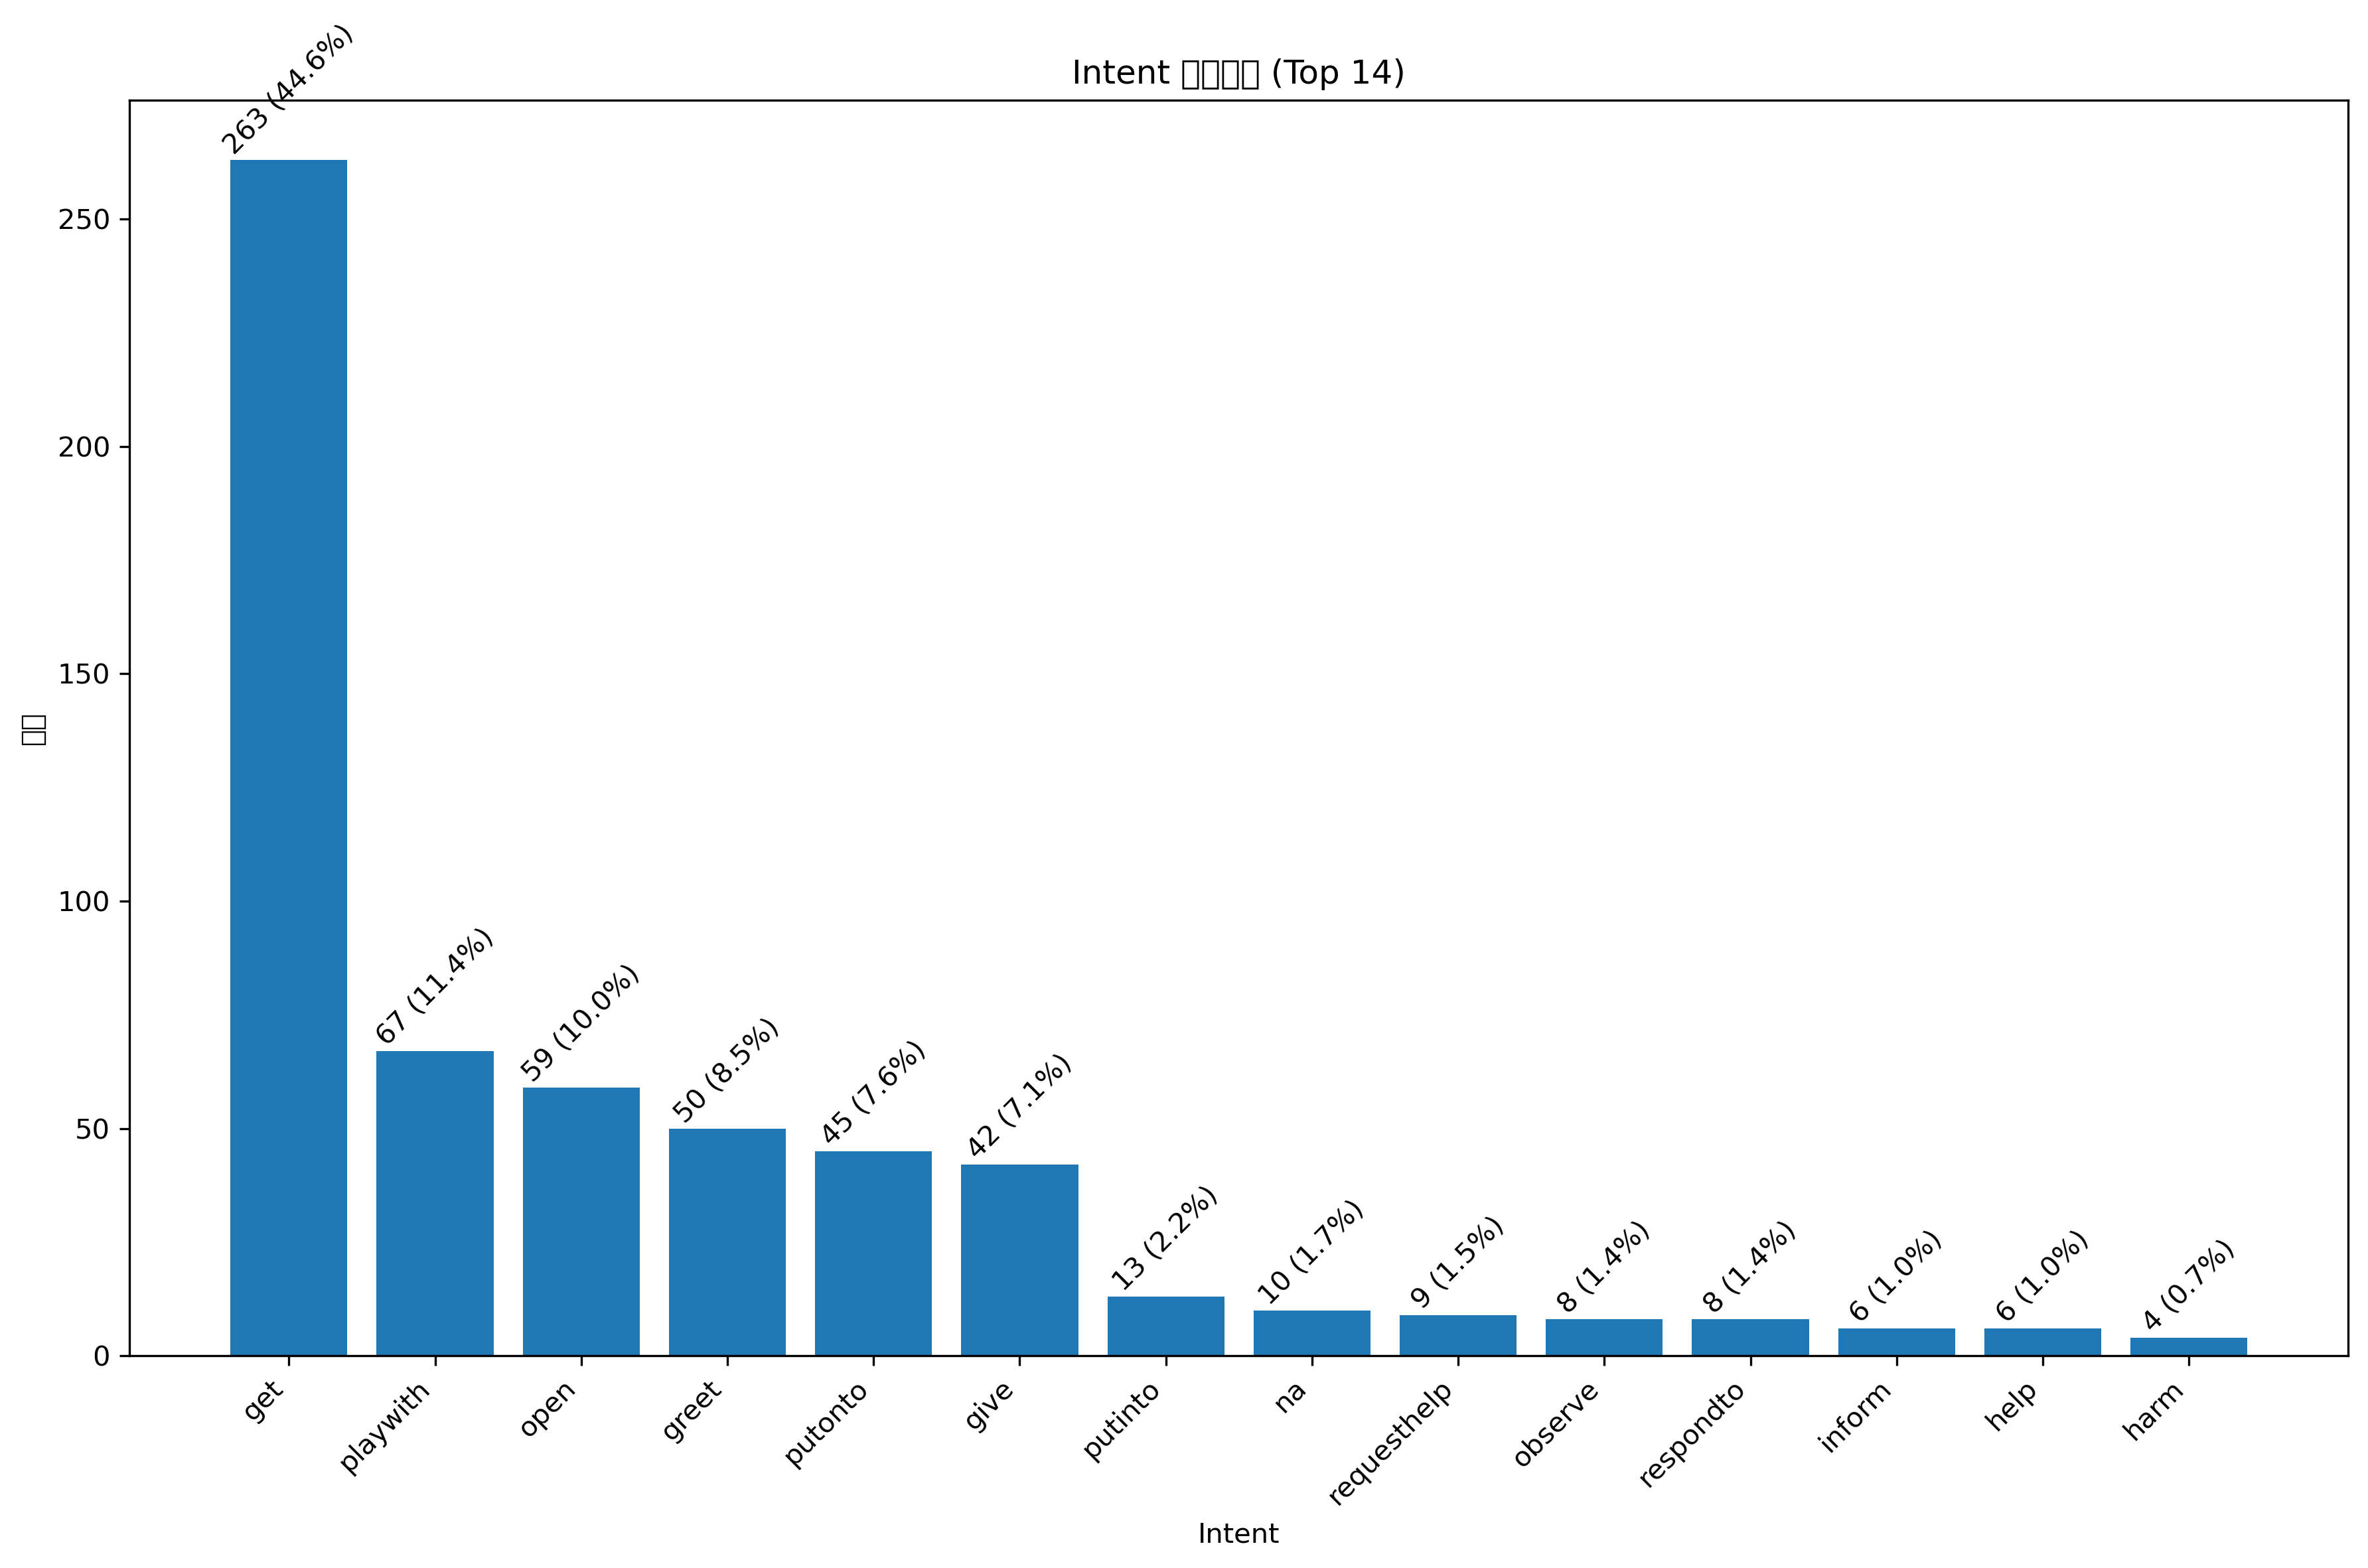 Intent (Top 14)
263 (44.6%)
67 (11.4%)
59 (10.0%)
50 (8.5%)
45 (7.6%)
42 (7.1%)
13 (2.2%)
10 (1.7%)
9 (1.5%)
8 (1.4%)
8 (1.4%)
6 (1.0%)
6 (1.0%)
4 (0.7%)
250
200
150
100
50
0
get
playwith
open
greet
putonto
give
putinto
na
requesthelp
observe
respondto
inform
help
harm
Intent